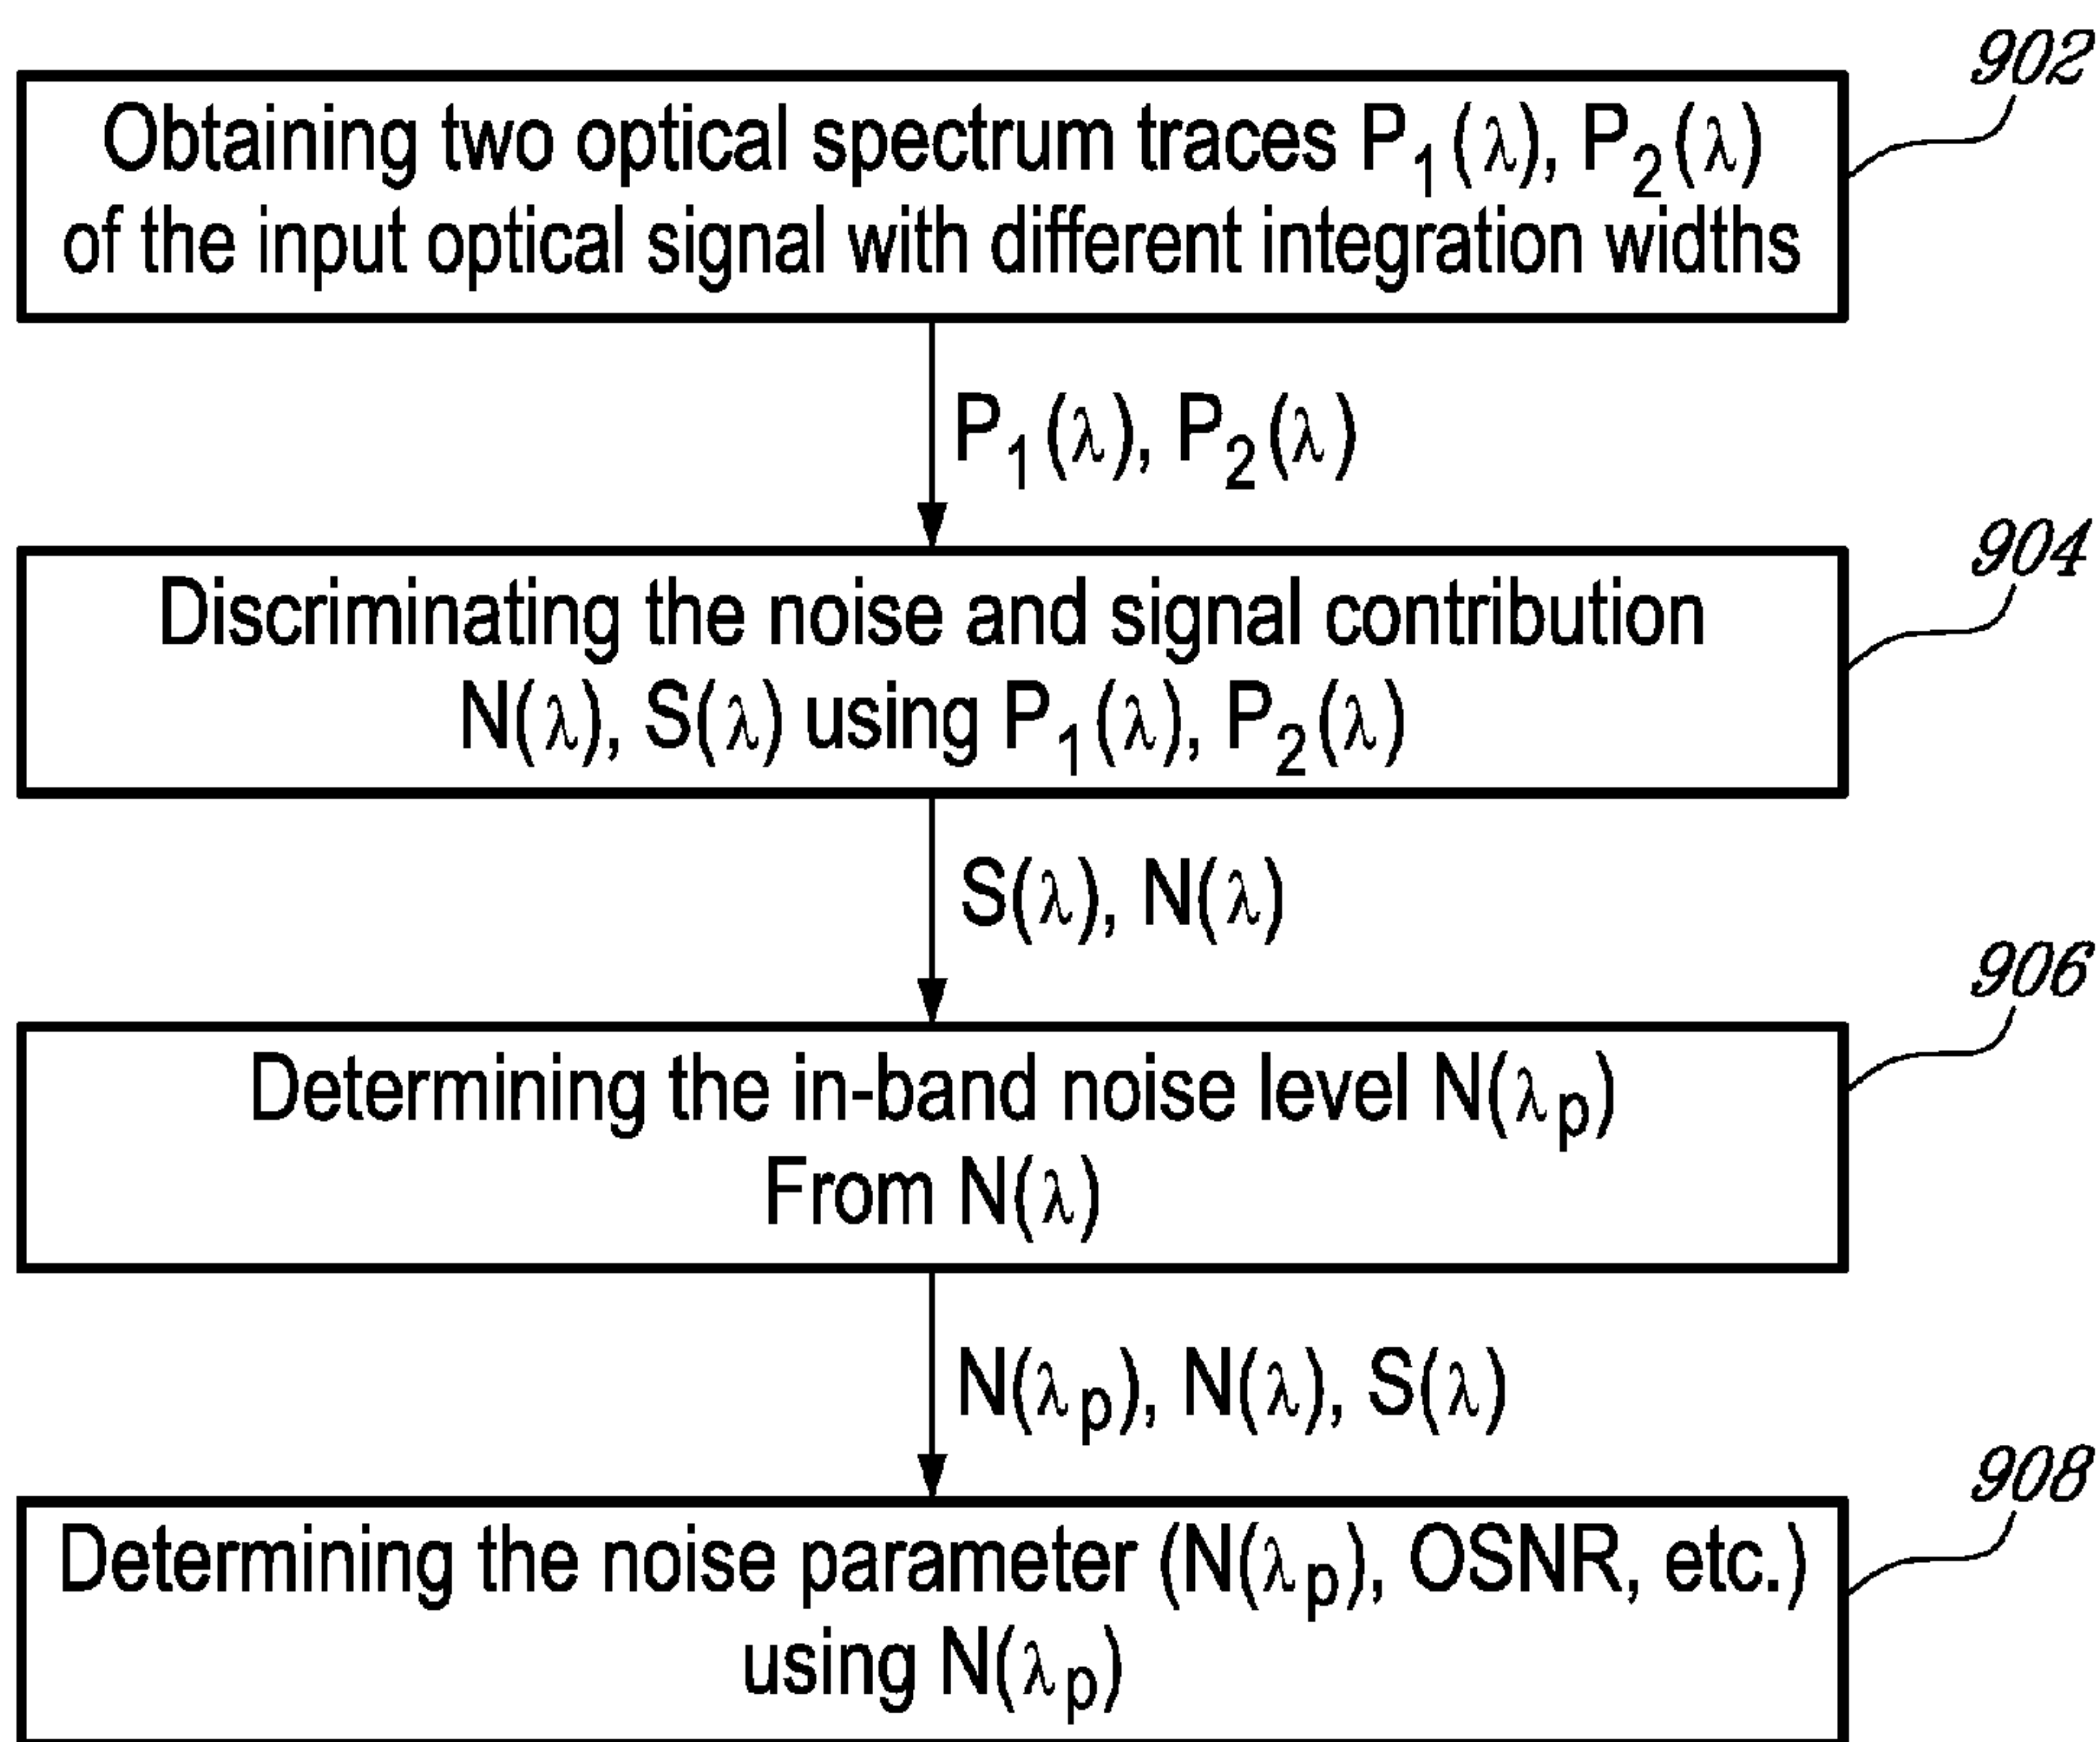 902
Obtaining two optical spectrum traces P₁(λ), P₂(λ)
of the input optical signal with different integration widths
P₁(λ), P₂(λ)
904
Discriminating the noise and signal contribution
N(λ), S(λ) using P₁(λ), P₂(λ)
S(λ), N(λ)
906
Determining the in-band noise level N(λₚ)
From N(λ)
N(λₚ), N(λ), S(λ)
908
Determining the noise parameter (N(λₚ), OSNR, etc.)
using N(λₚ)